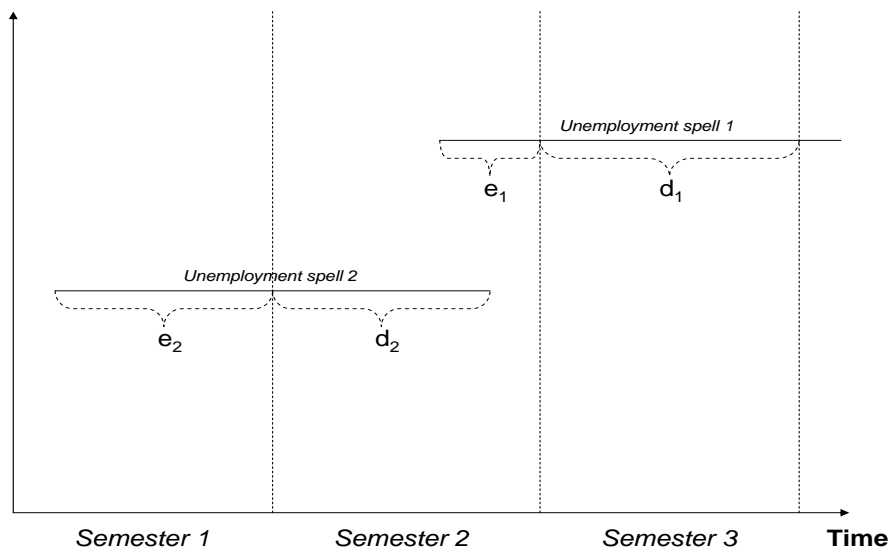 Unemployment spell 1
e1 d1
Unemployment spell 2
e2 d2
Semester 1 Semester 2 Semester 3 Time